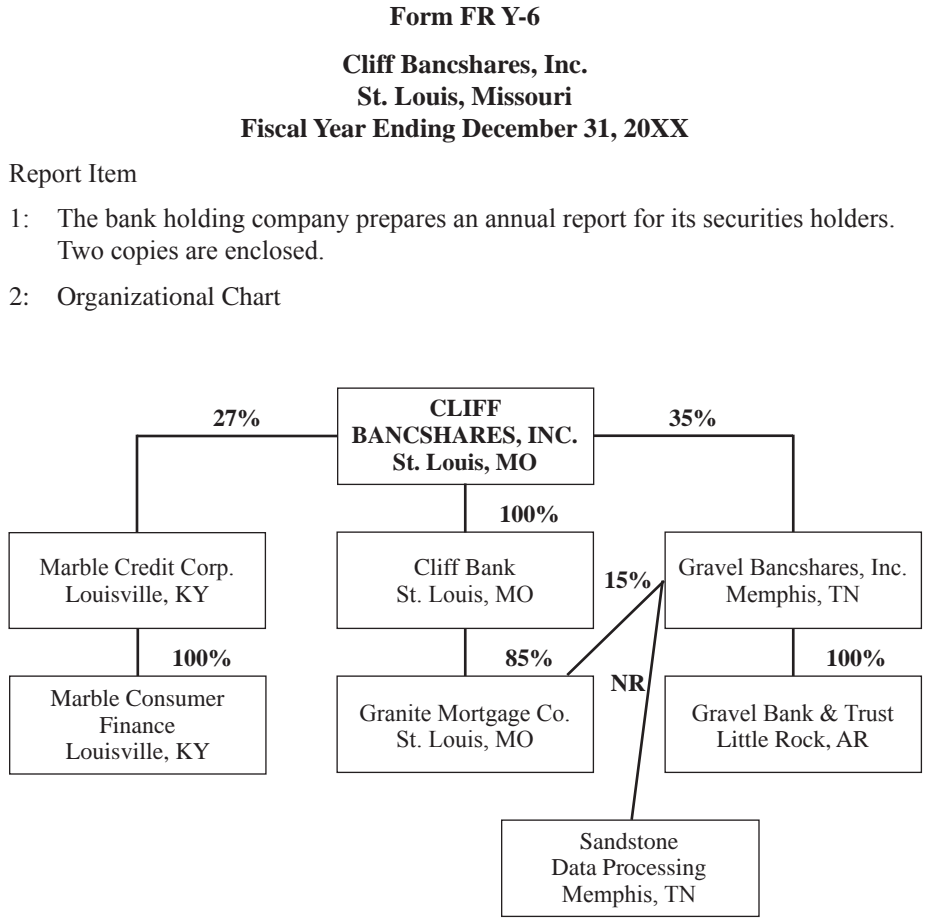 Form FR Y-6
Cliff Bancshares, Inc.
St. Louis, Missouri
Fiscal Year Ending December 31, 20XX
Report Item
1: The bank holding company prepares an annual report for its securities holders.
Two copies are enclosed.
2: Organizational Chart
27%
CLIFF
BANCSHARES, INC.
St. Louis, MO
35%
100%
Marble Credit Corp.
Louisville, KY
Cliff Bank
St. Louis, MO
15%
Gravel Bancshares, Inc.
Memphis, TN
100%
85%
NR
100%
Marble Consumer
Finance
Louisville, KY
Granite Mortgage Co.
St. Louis, MO
Gravel Bank & Trust
Little Rock, AR
Sandstone
Data Processing
Memphis, TN